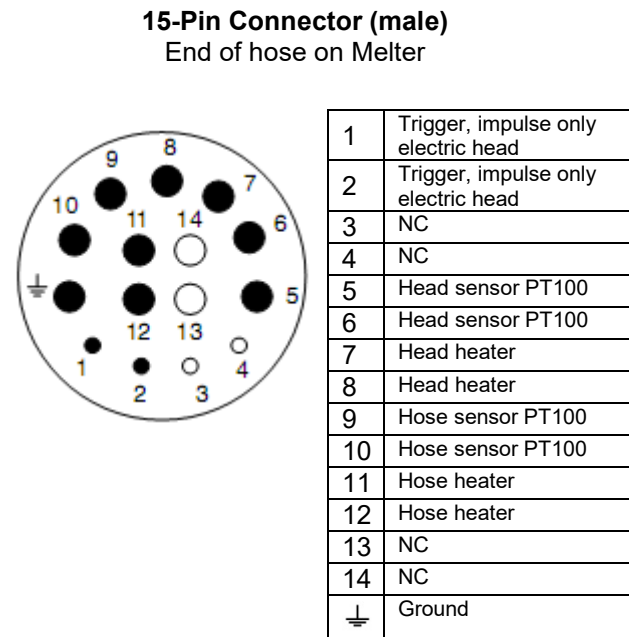 15-Pin Connector (male)
End of hose on Melter
8
9
7
10
11
14
6
5
12
13
1
4
2
3
1 Trigger, impulse only
electric head
2 Trigger, impulse only
electric head
3 NC
4 NC
5 Head sensor PT100
6 Head sensor PT100
7 Head heater
8 Head heater
9 Hose sensor PT100
10 Hose sensor PT100
11 Hose heater
12 Hose heater
13 NC
14 NC
⏚ Ground